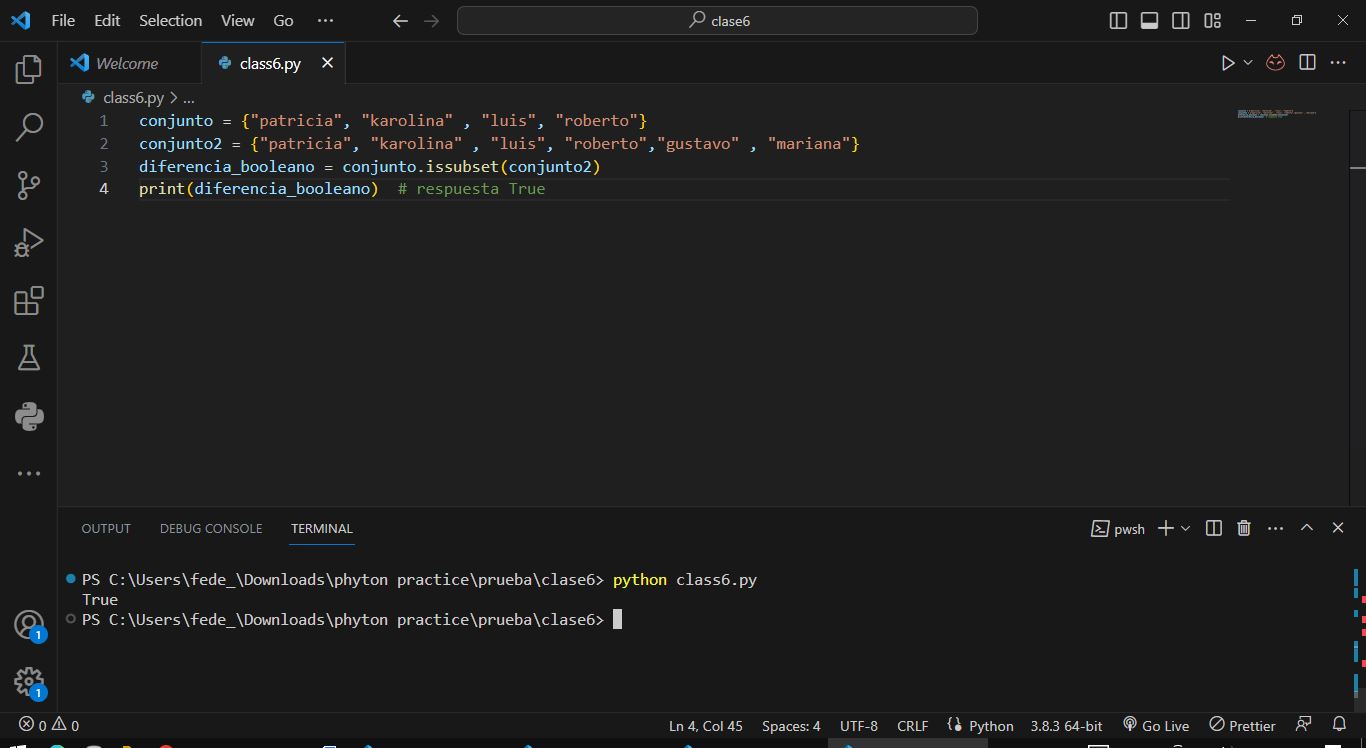 File Edit Selection View Go ··· clase6
Welcome class6.py
class6.py > ...
1 conjunto = {"patricia", "karolina" , "luis", "roberto"}
2 conjunto2 = {"patricia", "karolina" , "luis", "roberto","gustavo" , "mariana"}
3 diferencia_booleano = conjunto.issubset(conjunto2)
4 print(diferencia_booleano)  # respuesta True
OUTPUT DEBUG CONSOLE TERMINAL pwsh
PS C:\Users\fede_\Downloads\phyton practice\prueba\clase6> python class6.py
True
PS C:\Users\fede_\Downloads\phyton practice\prueba\clase6>
1
1
0 0 Ln 4, Col 45 Spaces: 4 UTF-8 CRLF Python 3.8.3 64-bit Go Live Prettier